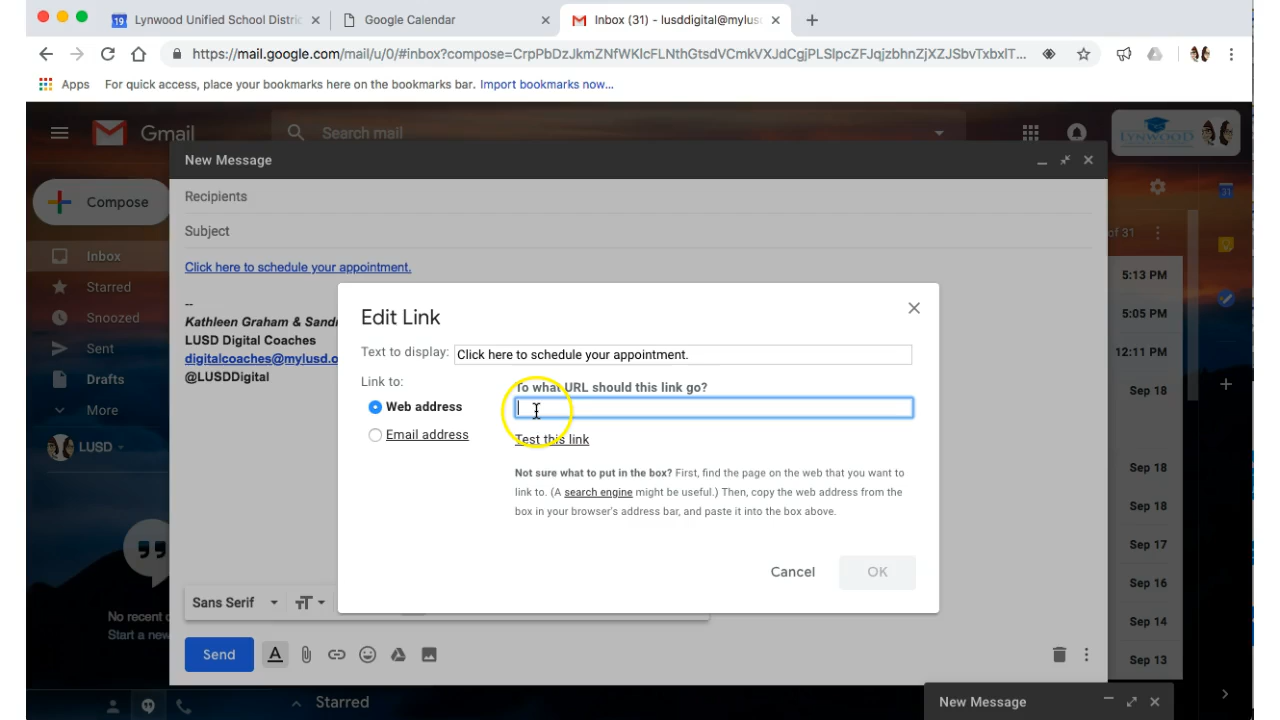 19 Lynwood Unified School Distric
Google Calendar
Inbox (31) - lusddigital@mylusd
https://mail.google.com/mail/u/0/#inbox?compose=CrpPbDzJkmZNfWKlcFLNthGtsdVCmkVXJdCgjPLSlpcZFJqjzbhnZjXZJSbvTxbxlT...
Apps For quick access, place your bookmarks here on the bookmarks bar. Import bookmarks now...
Gmail
Search mail
LYNWOOD
New Message
Compose
Recipients
Subject
of 31
31
Inbox
Click here to schedule your appointment.
5:13 PM
Starred
--
Snoozed
Kathleen Graham & Sand
Edit Link
5:05 PM
LUSD Digital Coaches
Sent
digitalcoaches@mylusd.o
Text to display: Click here to schedule your appointment.
12:11 PM
Drafts
@LUSDDigital
Link to:
To what URL should this link go?
Sep 18
More
Web address
LUSD
Email address
Test this link
Sep 18
Not sure what to put in the box? First, find the page on the web that you want
link to. (A search engine might be useful.) Then, copy the web address from the
box in your browser's address bar, and paste it into the box above.
Sep 18
Sep 17
Cancel
OK
Sep 16
Sans Serif
No recent c
Start a new
Sep 14
Send
Sep 13
Starred
New Message